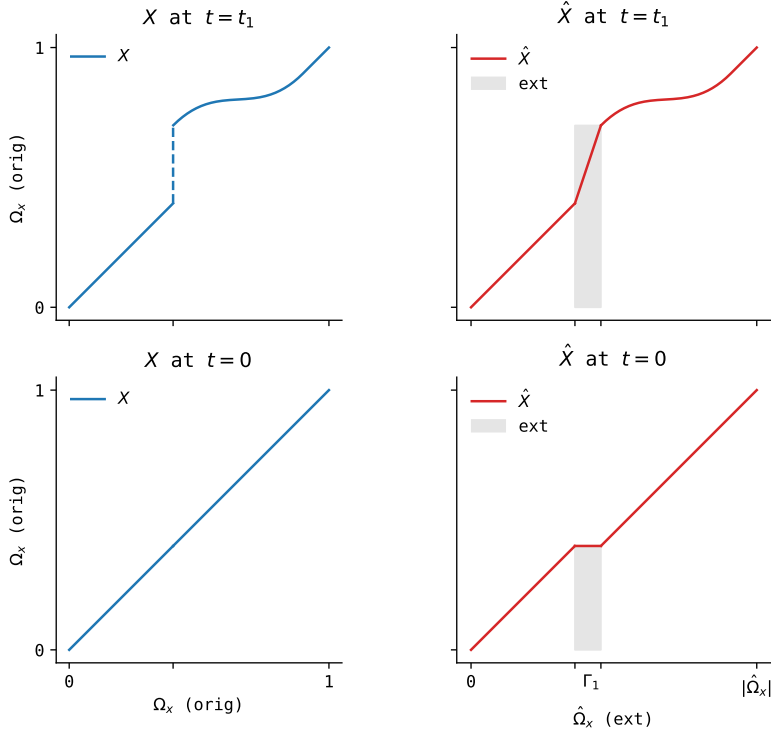 X at t = t₁
1
X
Ω_x (orig)
0
X̂ at t = t₁
X̂
ext
X at t = 0
1
X
Ω_x (orig)
0
0
1
Ω_x (orig)
X̂ at t = 0
X̂
ext
0
Γ₁
|Ω̂_x|
Ω̂_x (ext)